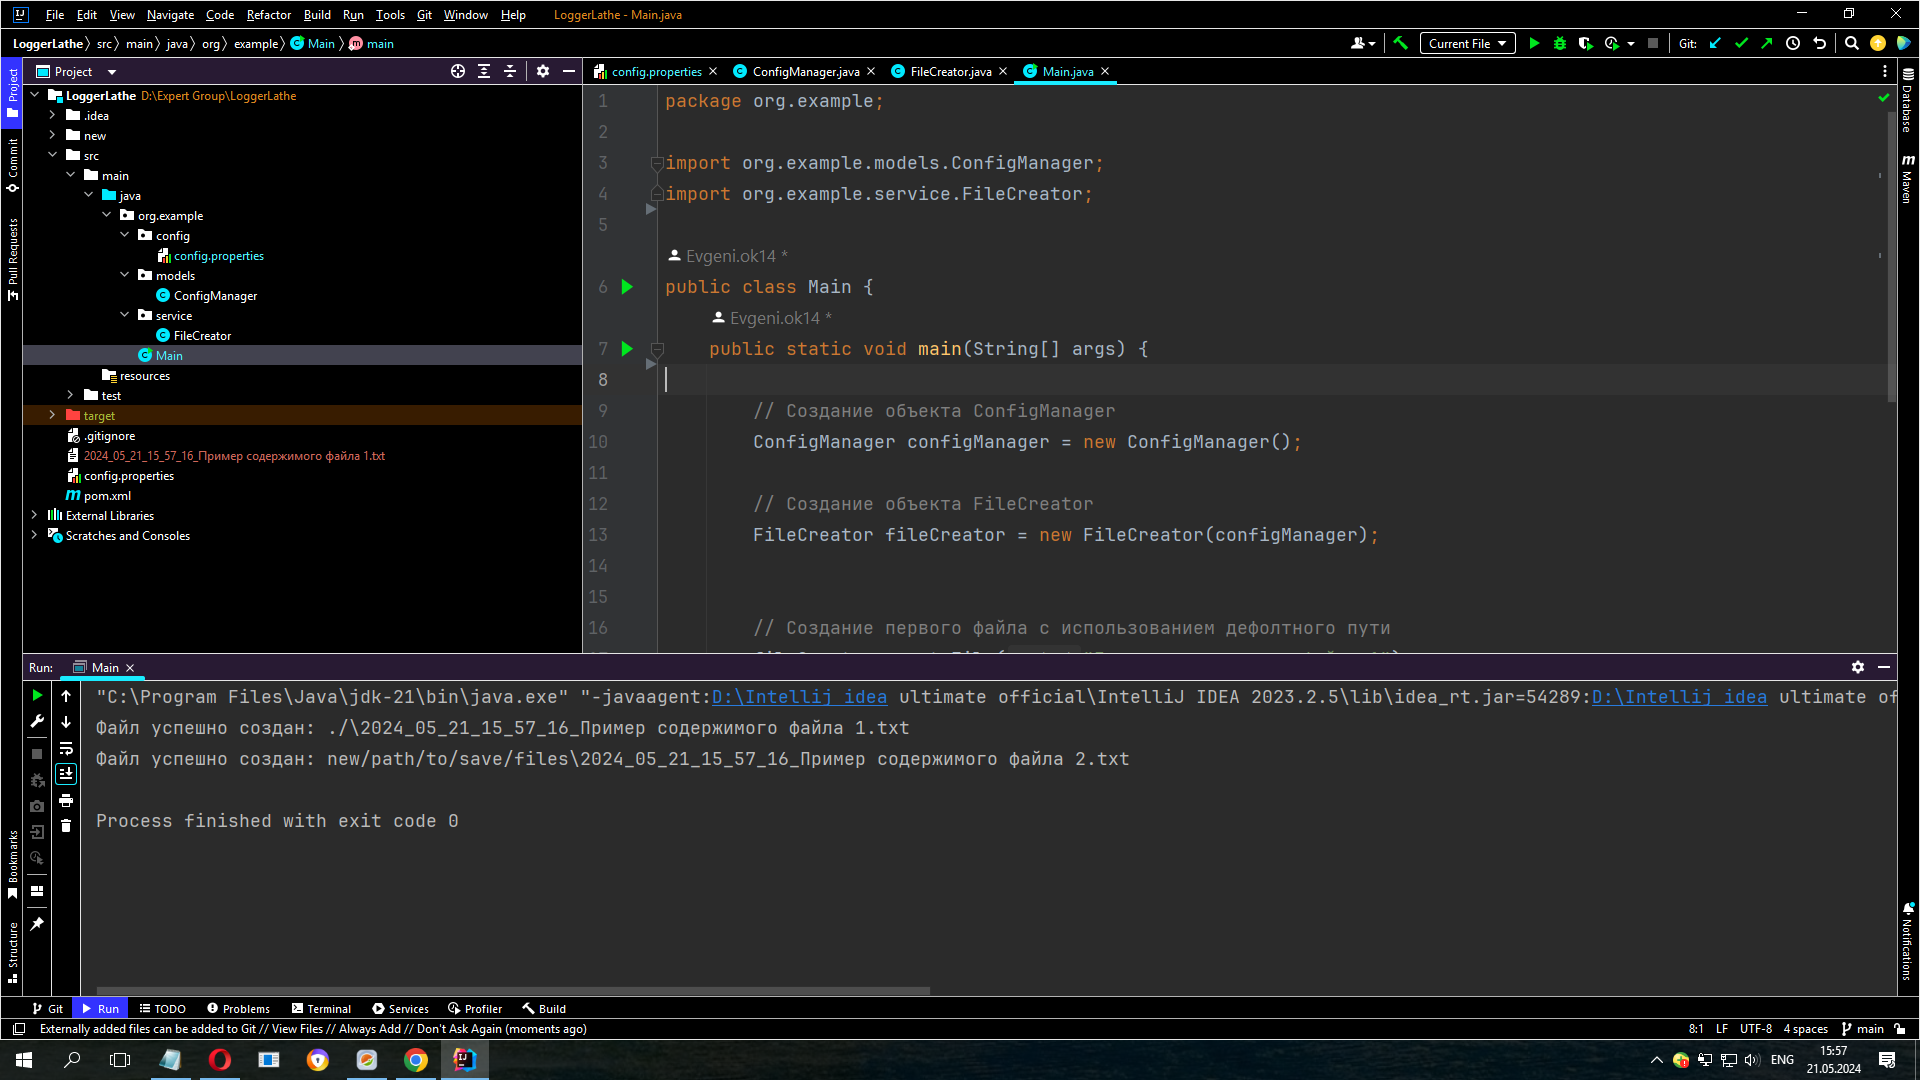 File Edit View Navigate Code Refactor Build Run Tools Git Window Help LoggerLathe - Main.java
LoggerLathe src main java org example Main main
Current File Git:
Project
config.properties ConfigManager.java FileCreator.java Main.java
Project
Commit
Pull Requests
Bookmarks
Structure
LoggerLathe D:\Expert Group\LoggerLathe
.idea
new
src
main
java
org.example
config
config.properties
models
ConfigManager
service
FileCreator
Main
resources
test
target
.gitignore
2024_05_21_15_57_16_Пример содержимого файла 1.txt
config.properties
pom.xml
External Libraries
Scratches and Consoles
1 package org.example;
2
3 import org.example.models.ConfigManager;
4 import org.example.service.FileCreator;
5
Evgeni.ok14 *
6 public class Main {
Evgeni.ok14 *
7 public static void main(String[] args) {
8
9 // Создание объекта ConfigManager
10 ConfigManager configManager = new ConfigManager();
11
12 // Создание объекта FileCreator
13 FileCreator fileCreator = new FileCreator(configManager);
14
15
16 // Создание первого файла с использованием дефолтного пути
Database
Maven
Notifications
Run: Main
"C:\Program Files\Java\jdk-21\bin\java.exe" "-javaagent:D:\Intellij idea ultimate official\IntelliJ IDEA 2023.2.5\lib\idea_rt.jar=54289:D:\Intellij idea ultimate of
Файл успешно создан: ./\2024_05_21_15_57_16_Пример содержимого файла 1.txt
Файл успешно создан: new/path/to/save/files\2024_05_21_15_57_16_Пример содержимого файла 2.txt
Process finished with exit code 0
Git Run TODO Problems Terminal Services Profiler Build
Externally added files can be added to Git // View Files // Always Add // Don't Ask Again (moments ago) 8:1 LF UTF-8 4 spaces main
ENG 15:57
21.05.2024